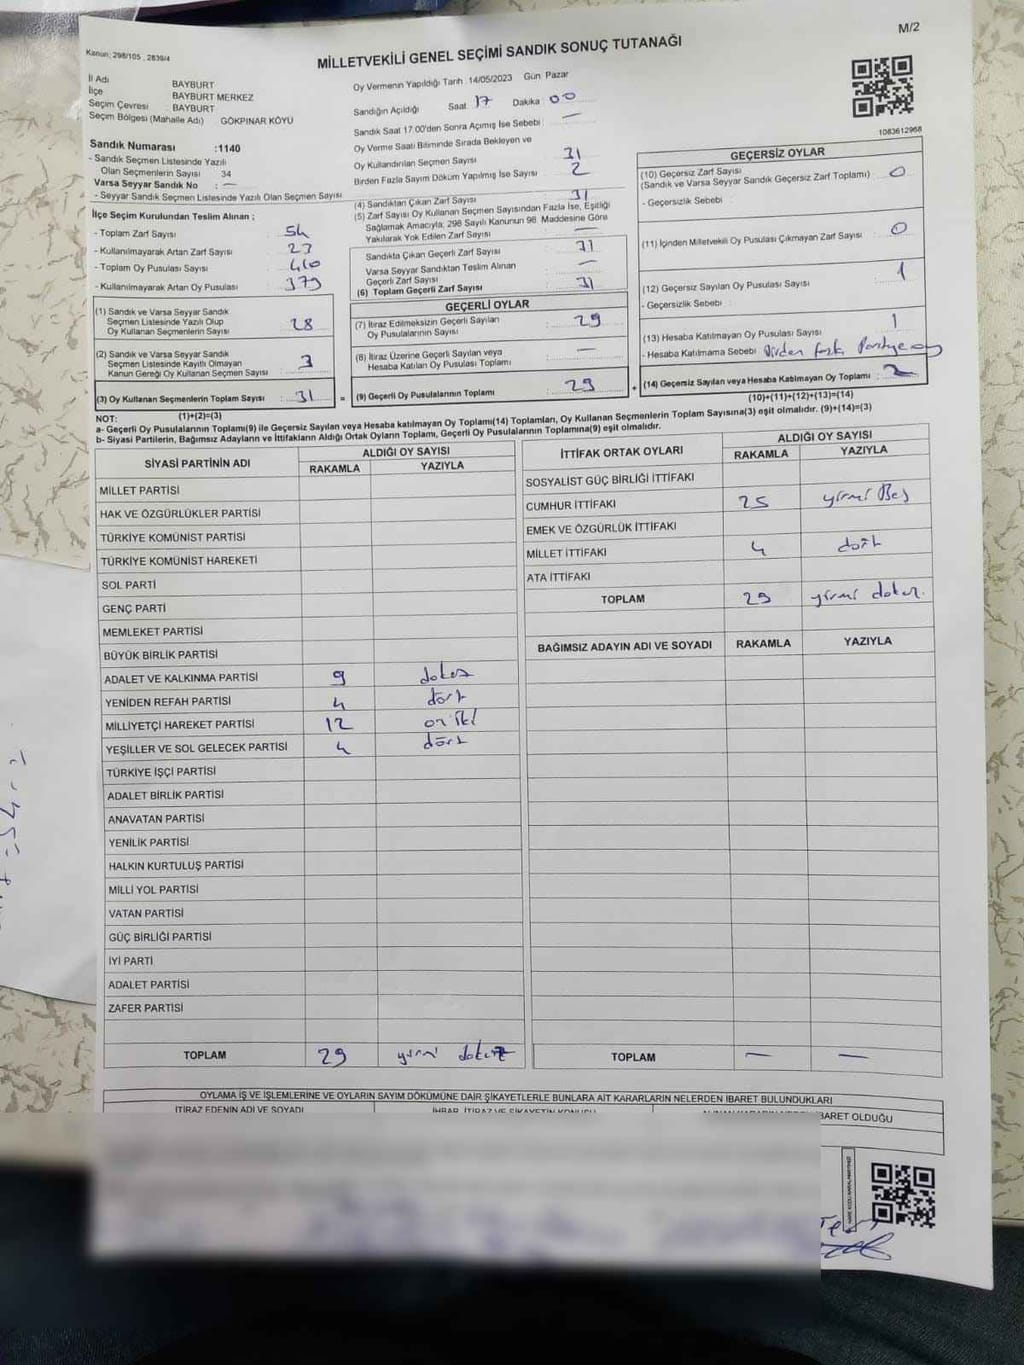 M/2
Kanun: 298/105 , 2839/4
MİLLETVEKİLİ GENEL SEÇİMİ SANDIK SONUÇ TUTANAĞI
İl Adı BAYBURT
İlçe BAYBURT MERKEZ
Seçim Çevresi BAYBURT
Seçim Bölgesi (Mahalle Adı) GÖKPINAR KÖYÜ
Sandık Numarası :1140
- Sandık Seçmen Listesinde Yazılı
Olan Seçmenlerin Sayısı 34
Varsa Seyyar Sandık No : —
- Seyyar Sandık Seçmen Listesinde Yazılı Olan Seçmen Sayısı
İlçe Seçim Kurulundan Teslim Alınan ;
- Toplam Zarf Sayısı : 54
- Kullanılmayarak Artan Zarf Sayısı : 23
- Toplam Oy Pusulası Sayısı : 410
- Kullanılmayarak Artan Oy Pusulası : 379
(1) Sandık ve Varsa Seyyar Sandık
Seçmen Listesinde Yazılı Olup
Oy Kullanan Seçmenlerin Sayısı : 28
(2) Sandık ve Varsa Seyyar Sandık
Seçmen Listesinde Kayıtlı Olmayan
Kanun Gereği Oy Kullanan Seçmen Sayısı : 3
(3) Oy Kullanan Seçmenlerin Toplam Sayısı : 31
(1)+(2)=(3)
Oy Vermenin Yapıldığı Tarih 14/05/2023 Gün Pazar
Sandığın Açıldığı Saat 17 Dakika 00
Sandık Saat 17.00'den Sonra Açılmış İse Sebebi : —
Oy Verme Saati Bitiminde Sırada Bekleyen ve
Oy Kullandırılan Seçmen Sayısı 31
Birden Fazla Sayım Döküm Yapılmış İse Sayısı 2
(4) Sandıktan Çıkan Zarf Sayısı 31
(5) Zarf Sayısı Oy Kullanan Seçmen Sayısından Fazla İse, Eşitliği
Sağlamak Amacıyla; 298 Sayılı Kanunun 98. Maddesine Göre
Yakılarak Yok Edilen Zarf Sayısı —
Sandıkta Çıkan Geçerli Zarf Sayısı 31
Varsa Seyyar Sandıktan Teslim Alınan
Geçerli Zarf Sayısı —
(6) Toplam Geçerli Zarf Sayısı : 31
GEÇERLİ OYLAR
(7) İtiraz Edilmeksizin Geçerli Sayılan
Oy Pusulalarının Sayısı : 29
(8) İtiraz Üzerine Geçerli Sayılan veya
Hesaba Katılan Oy Pusulası Toplamı : —
= (9) Geçerli Oy Pusulalarının Toplamı : 29
1083612968
GEÇERSİZ OYLAR
(10) Geçersiz Zarf Sayısı
(Sandık ve Varsa Seyyar Sandık Geçersiz Zarf Toplamı) : 0
- Geçersizlik Sebebi :
(11) İçinden Milletvekili Oy Pusulası Çıkmayan Zarf Sayısı : 0
(12) Geçersiz Sayılan Oy Pusulası Sayısı : 1
- Geçersizlik Sebebi :
(13) Hesaba Katılmayan Oy Pusulası Sayısı : 1
- Hesaba Katılmama Sebebi Birden fazla Partiye oy
+ (14) Geçersiz Sayılan veya Hesaba Katılmayan Oy Toplamı : 2
(10)+(11)+(12)+(13)=(14)
NOT:
a- Geçerli Oy Pusulalarının Toplamı(9) ile Geçersiz Sayılan veya Hesaba katılmayan Oy Toplamı(14) Toplamları, Oy Kullanan Seçmenlerin Toplam Sayısına(3) eşit olmalıdır. (9)+(14)=(3)
b- Siyasi Partilerin, Bağımsız Adayların ve İttifakların Aldığı Ortak Oyların Toplamı, Geçerli Oy Pusulalarının Toplamına(9) eşit olmalıdır.
SİYASİ PARTİNİN ADI ALDIĞI OY SAYISI
RAKAMLA YAZIYLA
MİLLET PARTİSİ
HAK VE ÖZGÜRLÜKLER PARTİSİ
TÜRKİYE KOMÜNİST PARTİSİ
TÜRKİYE KOMÜNİST HAREKETİ
SOL PARTİ
GENÇ PARTİ
MEMLEKET PARTİSİ
BÜYÜK BİRLİK PARTİSİ
ADALET VE KALKINMA PARTİSİ 9 dokuz
YENİDEN REFAH PARTİSİ 4 dört
MİLLİYETÇİ HAREKET PARTİSİ 12 on iki
YEŞİLLER VE SOL GELECEK PARTİSİ 4 dört
TÜRKİYE İŞÇİ PARTİSİ
ADALET BİRLİK PARTİSİ
ANAVATAN PARTİSİ
YENİLİK PARTİSİ
HALKIN KURTULUŞ PARTİSİ
MİLLİ YOL PARTİSİ
VATAN PARTİSİ
GÜÇ BİRLİĞİ PARTİSİ
İYİ PARTİ
ADALET PARTİSİ
ZAFER PARTİSİ
TOPLAM 29 yirmi dokuz
İTTİFAK ORTAK OYLARI ALDIĞI OY SAYISI
RAKAMLA YAZIYLA
SOSYALİST GÜÇ BİRLİĞİ İTTİFAKI
CUMHUR İTTİFAKI 25 yirmi Beş
EMEK VE ÖZGÜRLÜK İTTİFAKI
MİLLET İTTİFAKI 4 dört
ATA İTTİFAKI
TOPLAM 29 yirmi dokuz.
BAĞIMSIZ ADAYIN ADI VE SOYADI RAKAMLA YAZIYLA
TOPLAM — —
OYLAMA İŞ VE İŞLEMLERİNE VE OYLARIN SAYIM DÖKÜMÜNE DAİR ŞİKAYETLERLE BUNLARA AİT KARARLARIN NELERDEN İBARET BULUNDUKLARI
İTİRAZ EDENİN ADI VE SOYADI
İHBAR, İTİRAZ VE ŞİKAYETİN KONUSU
İBARET OLDUĞU